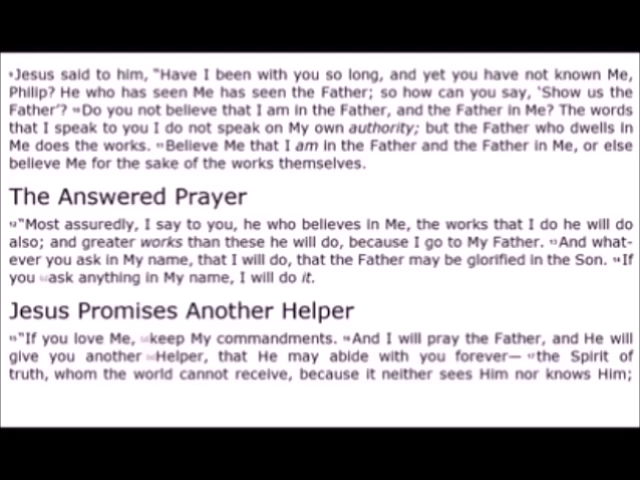 9Jesus said to him, "Have I been with you so long, and yet you have not known Me,
Philip? He who has seen Me has seen the Father; so how can you say, 'Show us the
Father'? 10Do you not believe that I am in the Father, and the Father in Me? The words
that I speak to you I do not speak on My own authority; but the Father who dwells in
Me does the works. 11Believe Me that I am in the Father and the Father in Me, or else
believe Me for the sake of the works themselves.
The Answered Prayer
12"Most assuredly, I say to you, he who believes in Me, the works that I do he will do
also; and greater works than these he will do, because I go to My Father. 13And what-
ever you ask in My name, that I will do, that the Father may be glorified in the Son. 14If
you ask anything in My name, I will do it.
Jesus Promises Another Helper
15"If you love Me, keep My commandments. 16And I will pray the Father, and He will
give you another Helper, that He may abide with you forever— 17the Spirit of
truth, whom the world cannot receive, because it neither sees Him nor knows Him;